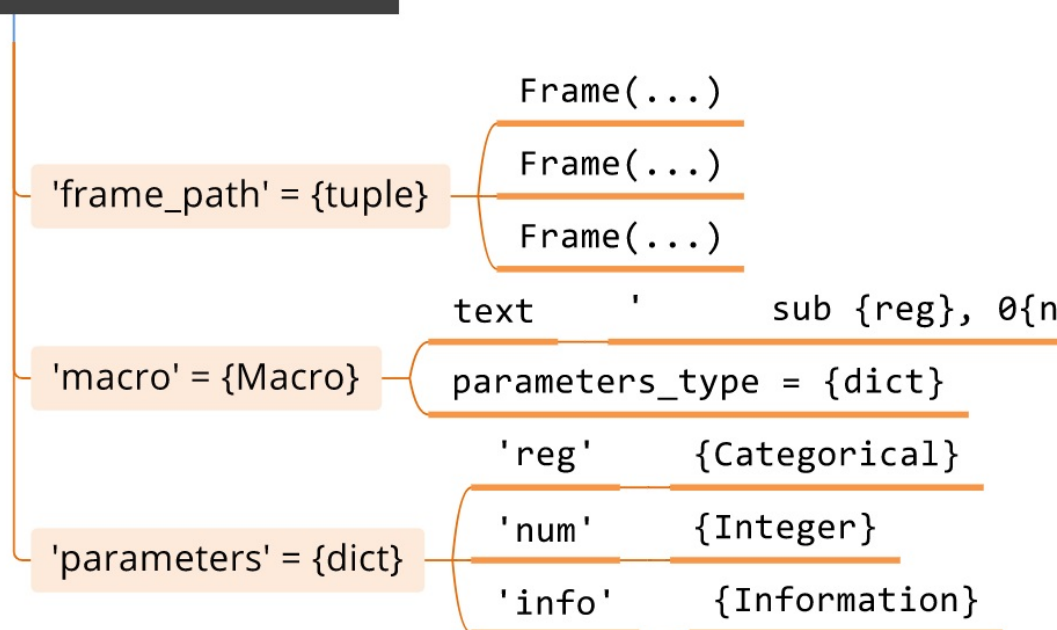 Frame(...)
Frame(...)
'frame_path' = {tuple}
Frame(...)
text ' sub {reg}, 0{n
'macro' = {Macro}
parameters_type = {dict}
'reg' {Categorical}
'num' {Integer}
'parameters' = {dict}
'info' {Information}